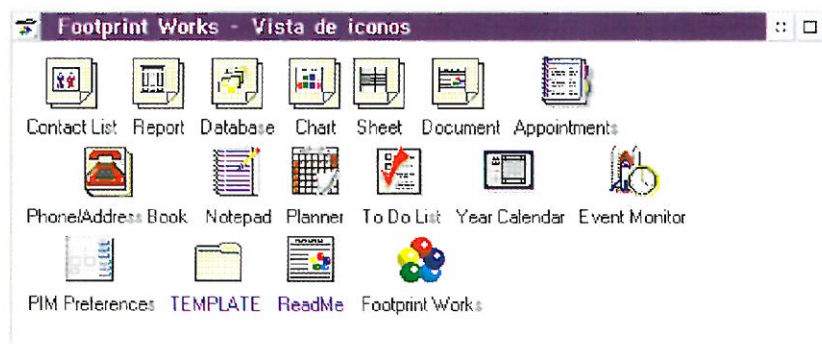 Footprint Works - Vista de iconos
Contact List Report Database Chart Sheet Document Appointments
Phone/Address Book Notepad Planner To Do List Year Calendar Event Monitor
PIM Preferences TEMPLATE ReadMe Footprint Works